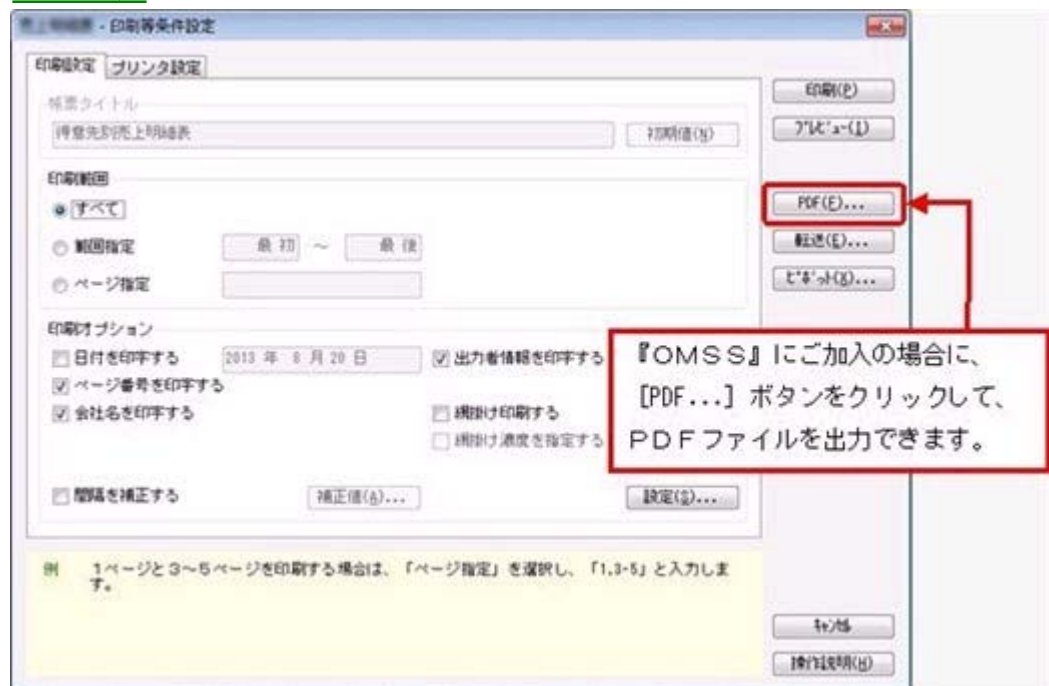 - 印刷等条件設定
印刷設定 プリンタ設定
帳票タイトル
得意先別売上明細表 初期値(N)
印刷範囲
すべて
範囲指定 最初 ～ 最後
ページ指定
印刷オプション
日付を印字する 2013 年 8 月 20 日 出力者情報を印字する
ページ番号を印字する
会社名を印字する 網掛け印刷する
網掛け濃度を指定する
間隔を補正する 補正値(A)... 設定(S)...
例 1ページと3～5ページを印刷する場合は、「ページ指定」を選択し、「1,3-5」と入力しま
す。
印刷(P)
ﾌﾟﾚﾋﾞｭｰ(I)
PDF(F)...
転送(E)...
ﾋﾟﾎﾞｯﾄ(X)...
『ＯＭＳＳ』にご加入の場合に、
[PDF...] ボタンをクリックして、
ＰＤＦファイルを出力できます。
ｷｬﾝｾﾙ
操作説明(H)